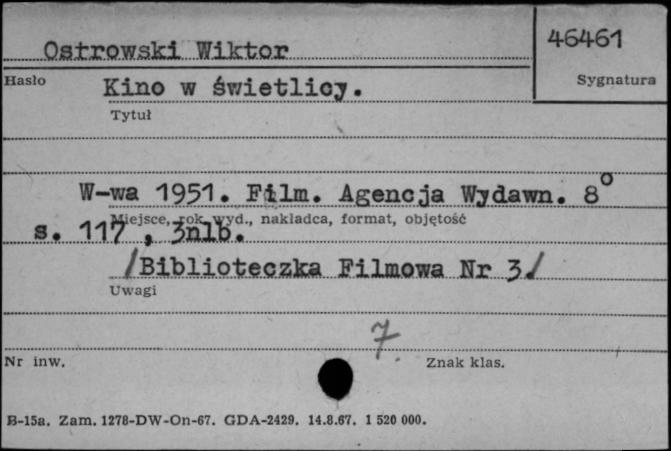 Ostrowski Wiktor
46461
Hasło
Sygnatura
Kino w świetlicy.
Tytuł
W-wa 1951. Film. Agencja Wydawn. 8°
Miejsce, rok wyd., nakładca, format, objętość
s. 117 , 3nlb.
/Biblioteczka Filmowa Nr 3/
Uwagi
7.
Nr inw.
Znak klas.
B-15a. Zam. 1278-DW-On-67. GDA-2429. 14.8.67. 1 520 000.